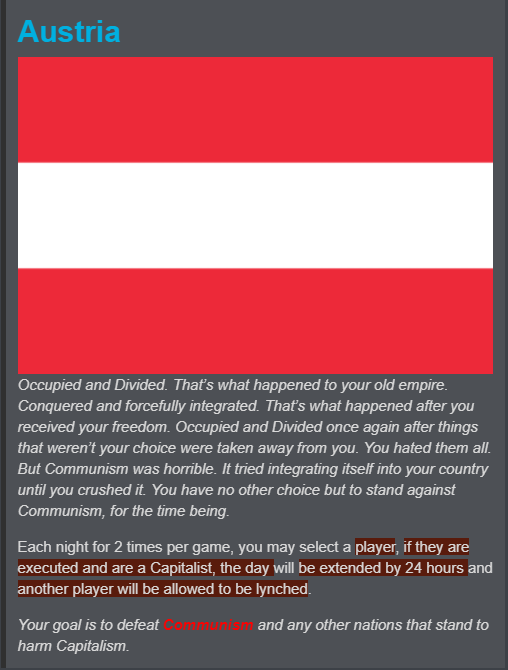 Austria
Occupied and Divided. That's what happened to your old empire.
Conquered and forcefully integrated. That's what happened after you
received your freedom. Occupied and Divided once again after things
that weren't your choice were taken away from you. You hated them all.
But Communism was horrible. It tried integrating itself into your country
until you crushed it. You have no other choice but to stand against
Communism, for the time being.
Each night for 2 times per game, you may select a player, if they are
executed and are a Capitalist, the day will be extended by 24 hours and
another player will be allowed to be lynched.
Your goal is to defeat Communism and any other nations that stand to
harm Capitalism.